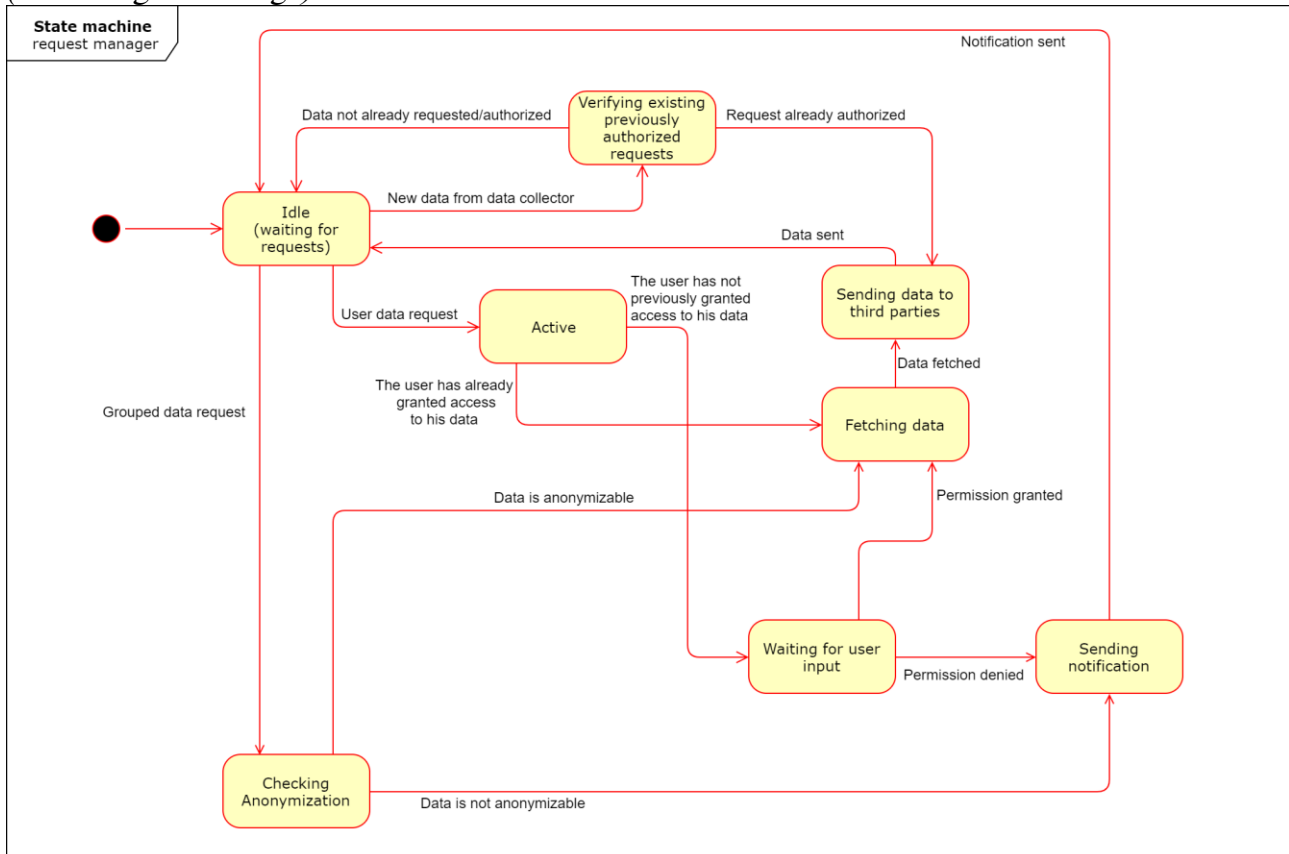 State machine
request manager
Notification sent
Verifying existing
previously
authorized
requests
Data not already requested/authorized
Request already authorized
Idle
(waiting for
requests)
New data from data collector
Data sent
The user has not
previously granted
access to his data
Sending data to
third parties
User data request
Active
Data fetched
The user has already
granted access
to his data
Grouped data request
Fetching data
Data is anonymizable
Permission granted
Waiting for user
input
Permission denied
Sending
notification
Checking
Anonymization
Data is not anonymizable